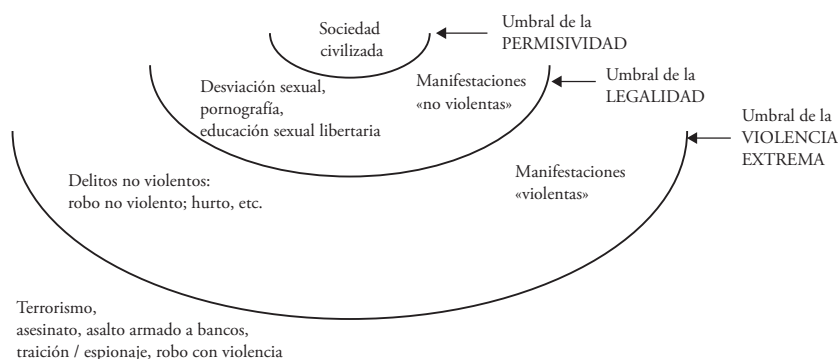 Sociedad
civilizada
Umbral de la
PERMISIVIDAD
Desviación sexual,
pornografía,
educación sexual libertaria
Manifestaciones
«no violentas»
Umbral de la
LEGALIDAD
Umbral de la
VIOLENCIA
EXTREMA
Delitos no violentos:
robo no violento; hurto, etc.
Manifestaciones
«violentas»
Terrorismo,
asesinato, asalto armado a bancos,
traición / espionaje, robo con violencia